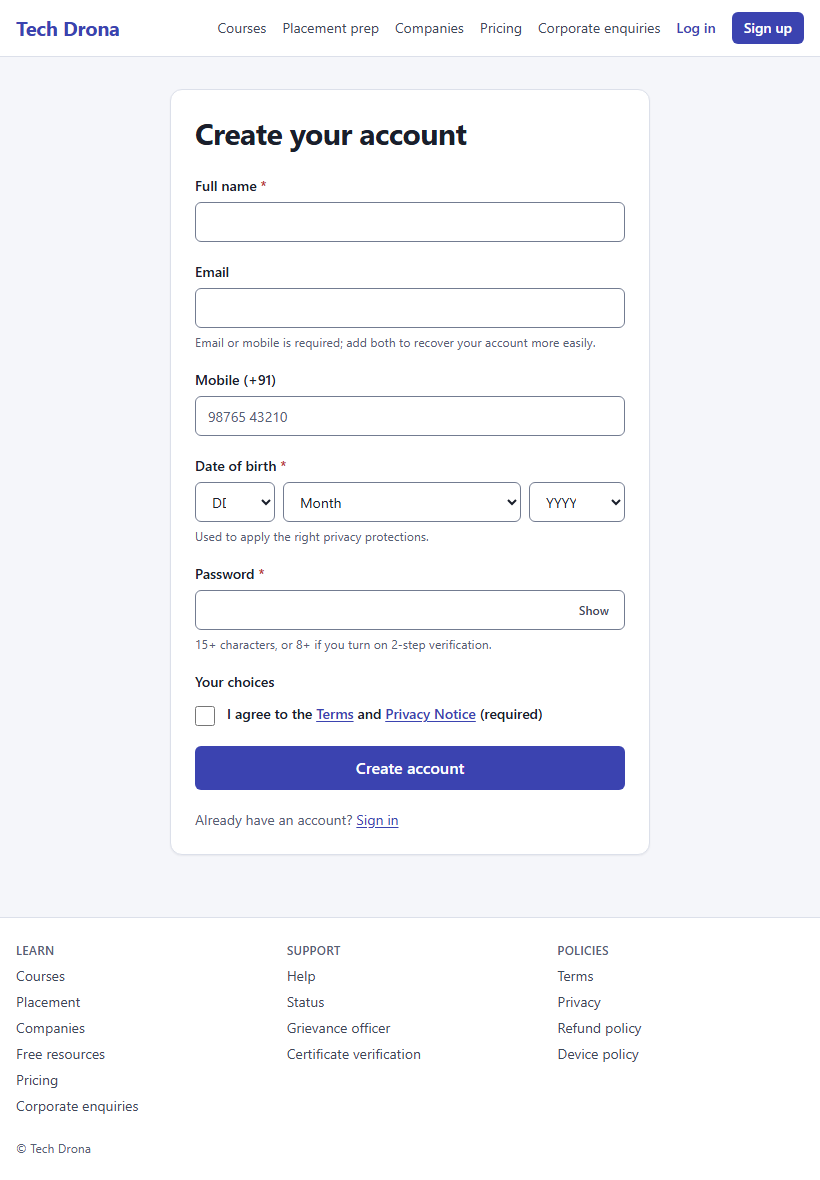 Tech Drona
Courses Placement prep Companies Pricing Corporate enquiries Log in Sign up
Create your account
Full name *
Email
Email or mobile is required; add both to recover your account more easily.
Mobile (+91)
98765 43210
Date of birth *
DD Month YYYY
Used to apply the right privacy protections.
Password *
Show
15+ characters, or 8+ if you turn on 2-step verification.
Your choices
I agree to the Terms and Privacy Notice (required)
Create account
Already have an account? Sign in
LEARN
Courses
Placement
Companies
Free resources
Pricing
Corporate enquiries
SUPPORT
Help
Status
Grievance officer
Certificate verification
POLICIES
Terms
Privacy
Refund policy
Device policy
© Tech Drona